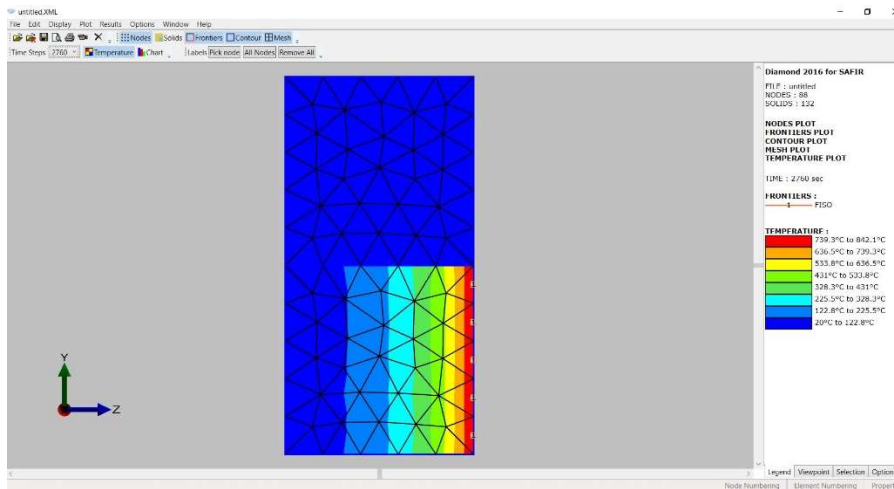 untitled.XML
File Edit Display Plot Results Options Window Help
Nodes Solids Frontiers Contour Mesh
Time Steps 2760 Temperature Chart Labels Pick node All Nodes Remove All
Diamond 2016 for SAFIR
FILE : untitled
NODES : 88
SOLIDS : 132
NODES PLOT
FRONTIERS PLOT
CONTOUR PLOT
MESH PLOT
TEMPERATURE PLOT
TIME : 2760 sec
FRONTIERS :
1 FISO
TEMPERATURE :
739.3°C to 842.1°C
636.5°C to 739.3°C
533.8°C to 636.5°C
431°C to 533.8°C
328.3°C to 431°C
225.5°C to 328.3°C
122.8°C to 225.5°C
20°C to 122.8°C
Y
Z
Legend Viewpoint Selection Option
Node Numbering Element Numbering Propert